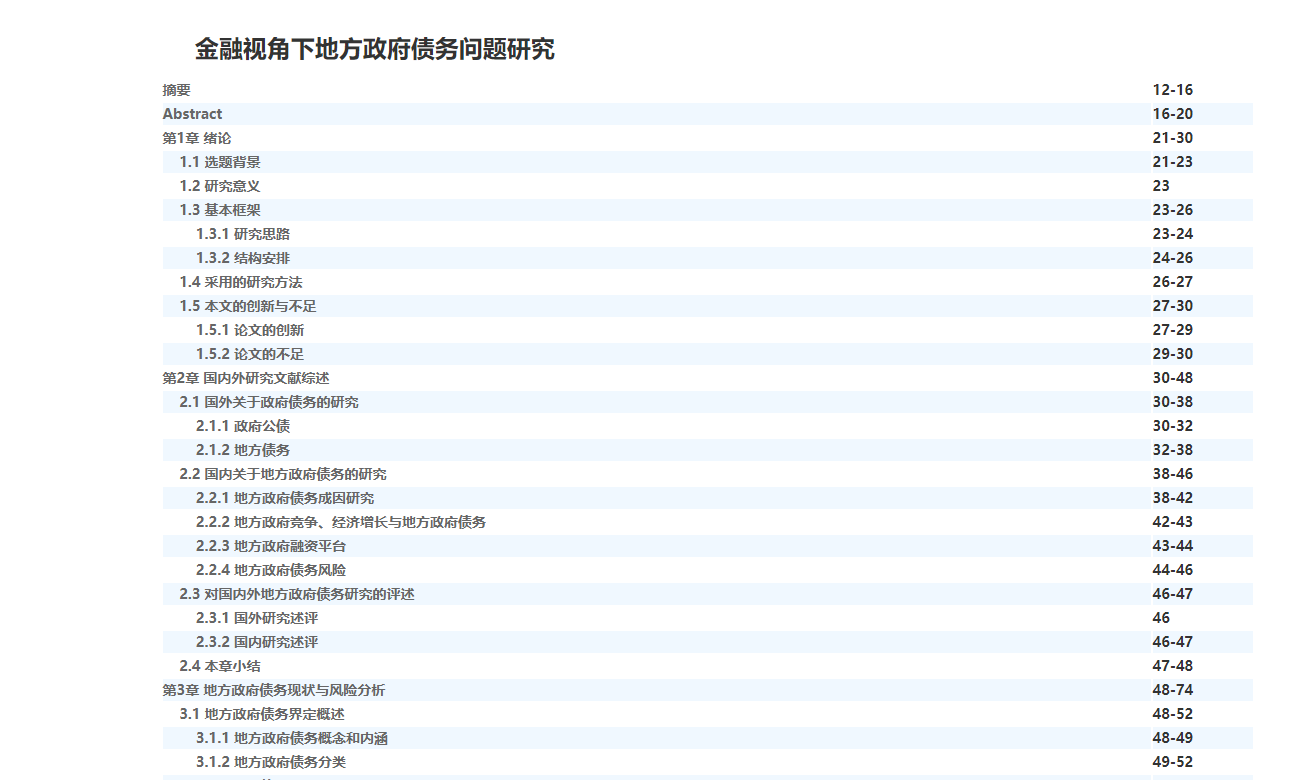 金融视角下地方政府债务问题研究
摘要 12-16
Abstract 16-20
第1章 绪论 21-30
1.1 选题背景 21-23
1.2 研究意义 23
1.3 基本框架 23-26
1.3.1 研究思路 23-24
1.3.2 结构安排 24-26
1.4 采用的研究方法 26-27
1.5 本文的创新与不足 27-30
1.5.1 论文的创新 27-29
1.5.2 论文的不足 29-30
第2章 国内外研究文献综述 30-48
2.1 国外关于政府债务的研究 30-38
2.1.1 政府公债 30-32
2.1.2 地方债务 32-38
2.2 国内关于地方政府债务的研究 38-46
2.2.1 地方政府债务成因研究 38-42
2.2.2 地方政府竞争、经济增长与地方政府债务 42-43
2.2.3 地方政府融资平台 43-44
2.2.4 地方政府债务风险 44-46
2.3 对国内外地方政府债务研究的评述 46-47
2.3.1 国外研究述评 46
2.3.2 国内研究述评 46-47
2.4 本章小结 47-48
第3章 地方政府债务现状与风险分析 48-74
3.1 地方政府债务界定概述 48-52
3.1.1 地方政府债务概念和内涵 48-49
3.1.2 地方政府债务分类 49-52